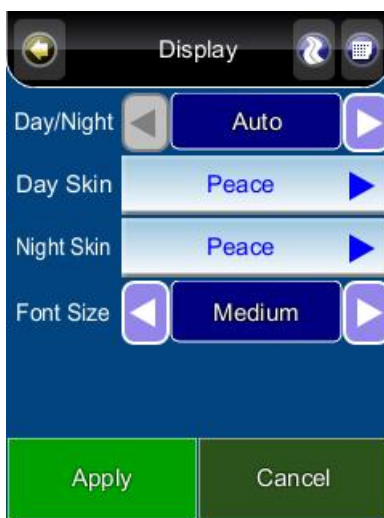 Display
Day/Night Auto
Day Skin Peace
Night Skin Peace
Font Size Medium
Apply Cancel